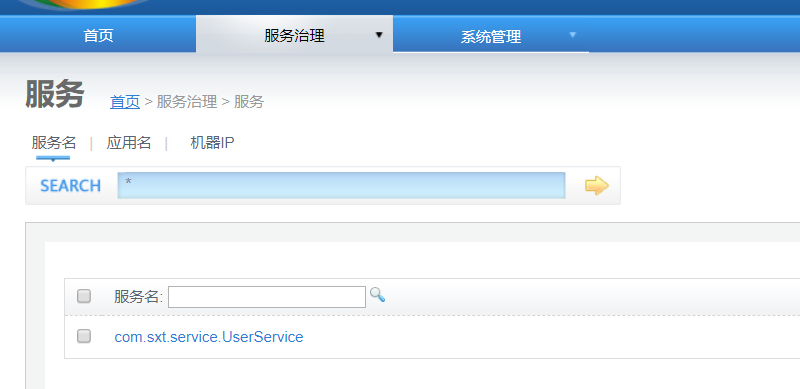 首页 服务治理 ▼ 系统管理 ▼
服务 首页 > 服务治理 > 服务
服务名 | 应用名 | 机器IP
SEARCH *
服务名:
com.sxt.service.UserService